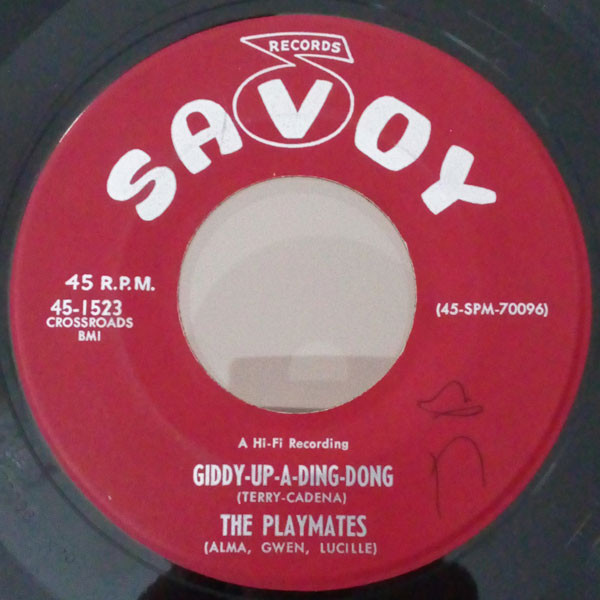 RECORDS
SAVOY
45 R.P.M.
45-1523
CROSSROADS
BMI
(45-SPM-70096)
A Hi-Fi Recording
GIDDY-UP-A-DING-DONG
(TERRY-CADENA)
THE PLAYMATES
(ALMA, GWEN, LUCILLE)